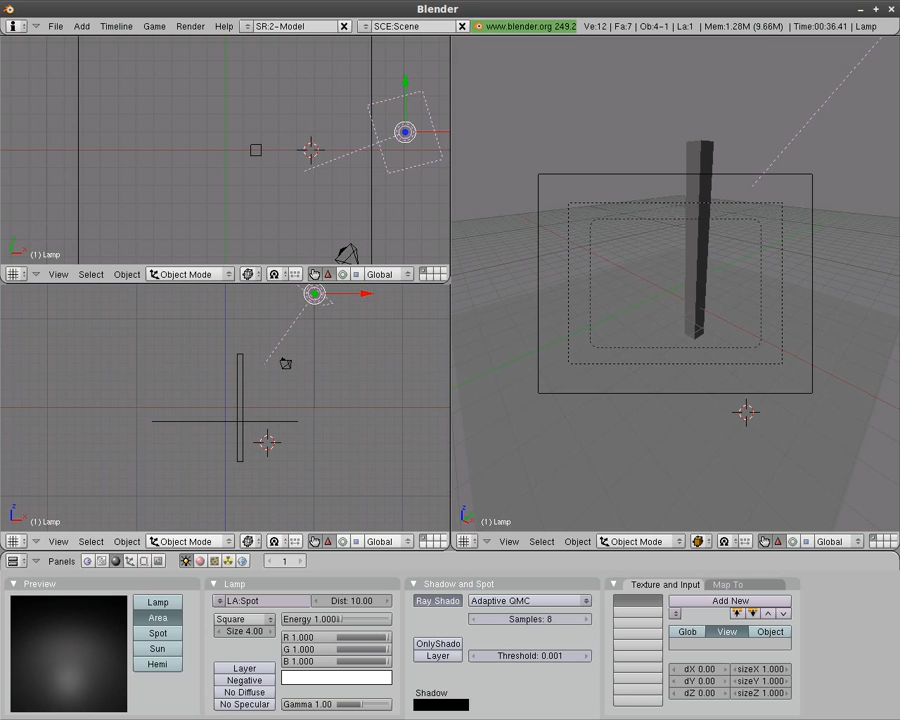 Blender
File Add Timeline Game Render Help SR:2-Model SCE:Scene www.blender.org 249.2 Ve:12 | Fa:7 | Ob:4-1 | La:1 | Mem:1.28M (9.66M) | Time:00:36.41 | Lamp
(1) Lamp
View Select Object Object Mode Global
(1) Lamp
View Select Object Object Mode Global
(1) Lamp
View Select Object Object Mode Global
Panels 1
Preview
Lamp
Area
Spot
Sun
Hemi
Lamp
LA:Spot Dist: 10.00
Square Energy 1.000
Size 4.00
R 1.000
G 1.000
B 1.000
Layer
Negative
No Diffuse
No Specular Gamma 1.00
Shadow and Spot
Ray Shado Adaptive QMC
Samples: 8
OnlyShado
Layer Threshold: 0.001
Shadow
Texture and Input Map To
Add New
Glob View Object
dX 0.00 sizeX 1.000
dY 0.00 sizeY 1.000
dZ 0.00 sizeZ 1.000